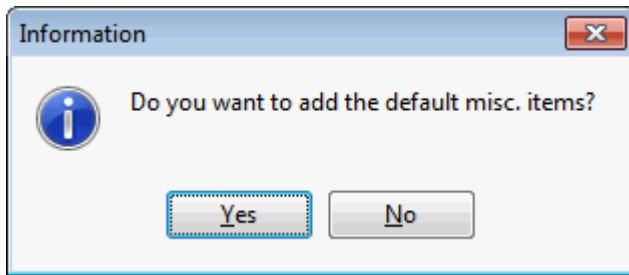 Information
Do you want to add the default misc. items?
Yes
No